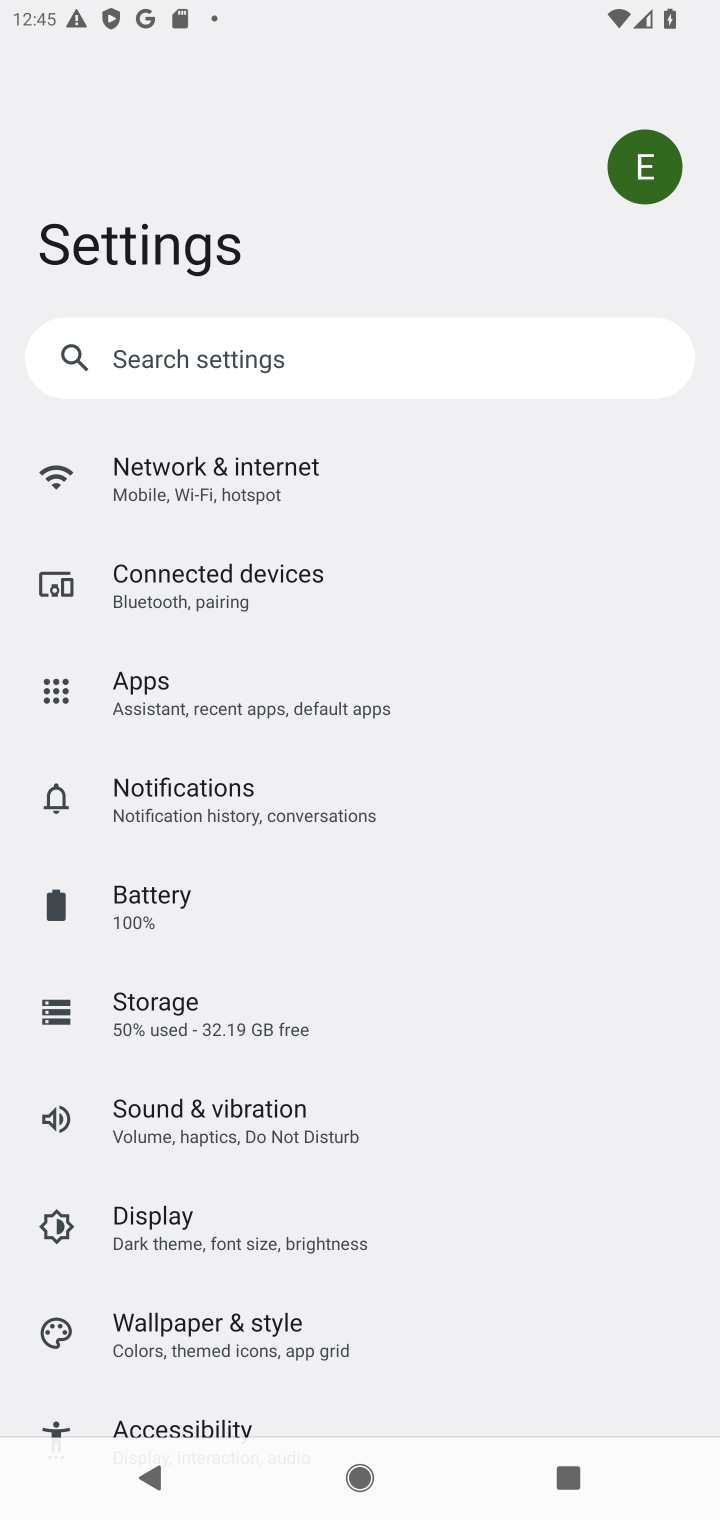 12:45
E
Settings
Search settings
Network & internet
Mobile, Wi-Fi, hotspot
Connected devices
Bluetooth, pairing
Apps
Assistant, recent apps, default apps
Notifications
Notification history, conversations
Battery
100%
Storage
50% used - 32.19 GB free
Sound & vibration
Volume, haptics, Do Not Disturb
Display
Dark theme, font size, brightness
Wallpaper & style
Colors, themed icons, app grid
Accessibility
Display, interaction, audio